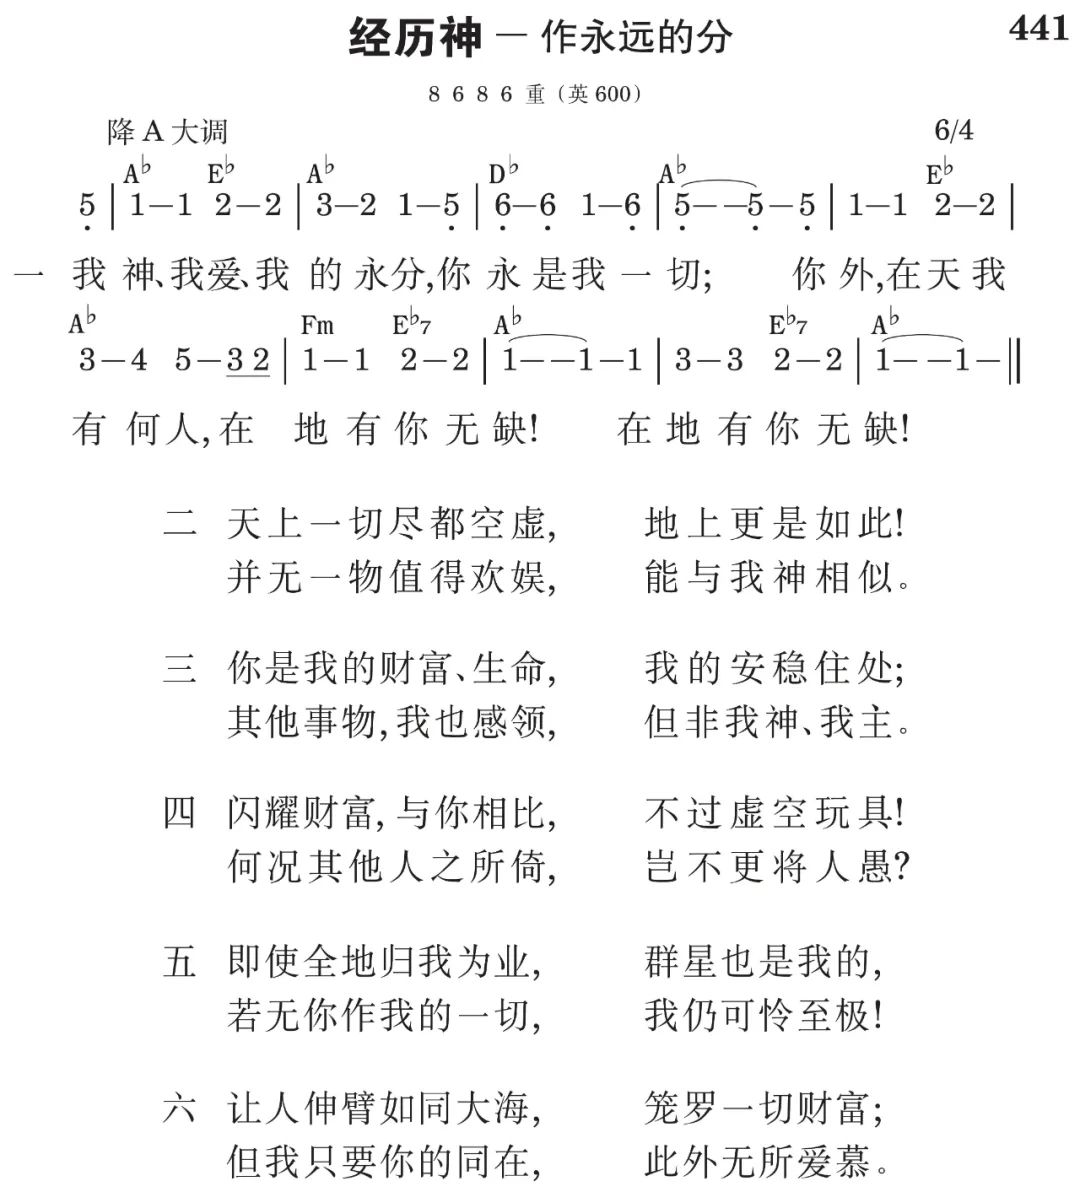 经历神－作永远的分 441
8 6 8 6 重（英600）
降A大调 6/4
A♭ E♭ A♭ D♭ A♭ E♭
5̣ | 1－1 2－2 | 3－2 1－5̣ | 6̣－6̣ 1－6̣ | 5̣－－5̣－5̣ | 1－1 2－2 |
一 我神、我爱、我的永分,你永是我一切; 你外,在天我
A♭ Fm E♭7 A♭ E♭7 A♭
3－4 5－3 2 | 1－1 2－2 | 1－－1－1 | 3－3 2－2 | 1－－1－‖
有何人,在 地有你无缺! 在地有你无缺!
二 天上一切尽都空虚, 地上更是如此!
并无一物值得欢娱, 能与我神相似。
三 你是我的财富、生命, 我的安稳住处;
其他事物,我也感领, 但非我神、我主。
四 闪耀财富,与你相比, 不过虚空玩具!
何况其他人之所倚, 岂不更将人愚?
五 即使全地归我为业, 群星也是我的,
若无你作我的一切, 我仍可怜至极!
六 让人伸臂如同大海, 笼罗一切财富;
但我只要你的同在, 此外无所爱慕。